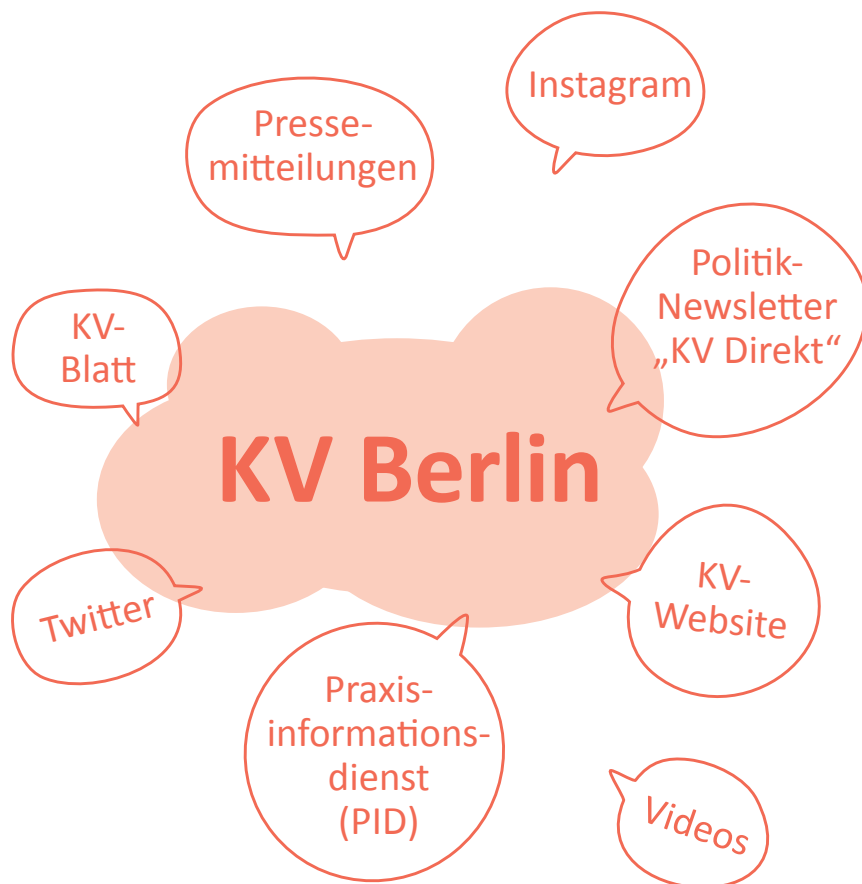 Instagram
Presse-
mitteilungen
Politik-
Newsletter
„KV Direkt“
KV-
Blatt
KV Berlin
KV-
Website
Twitter
Praxis-
informations-
dienst
(PID)
Videos